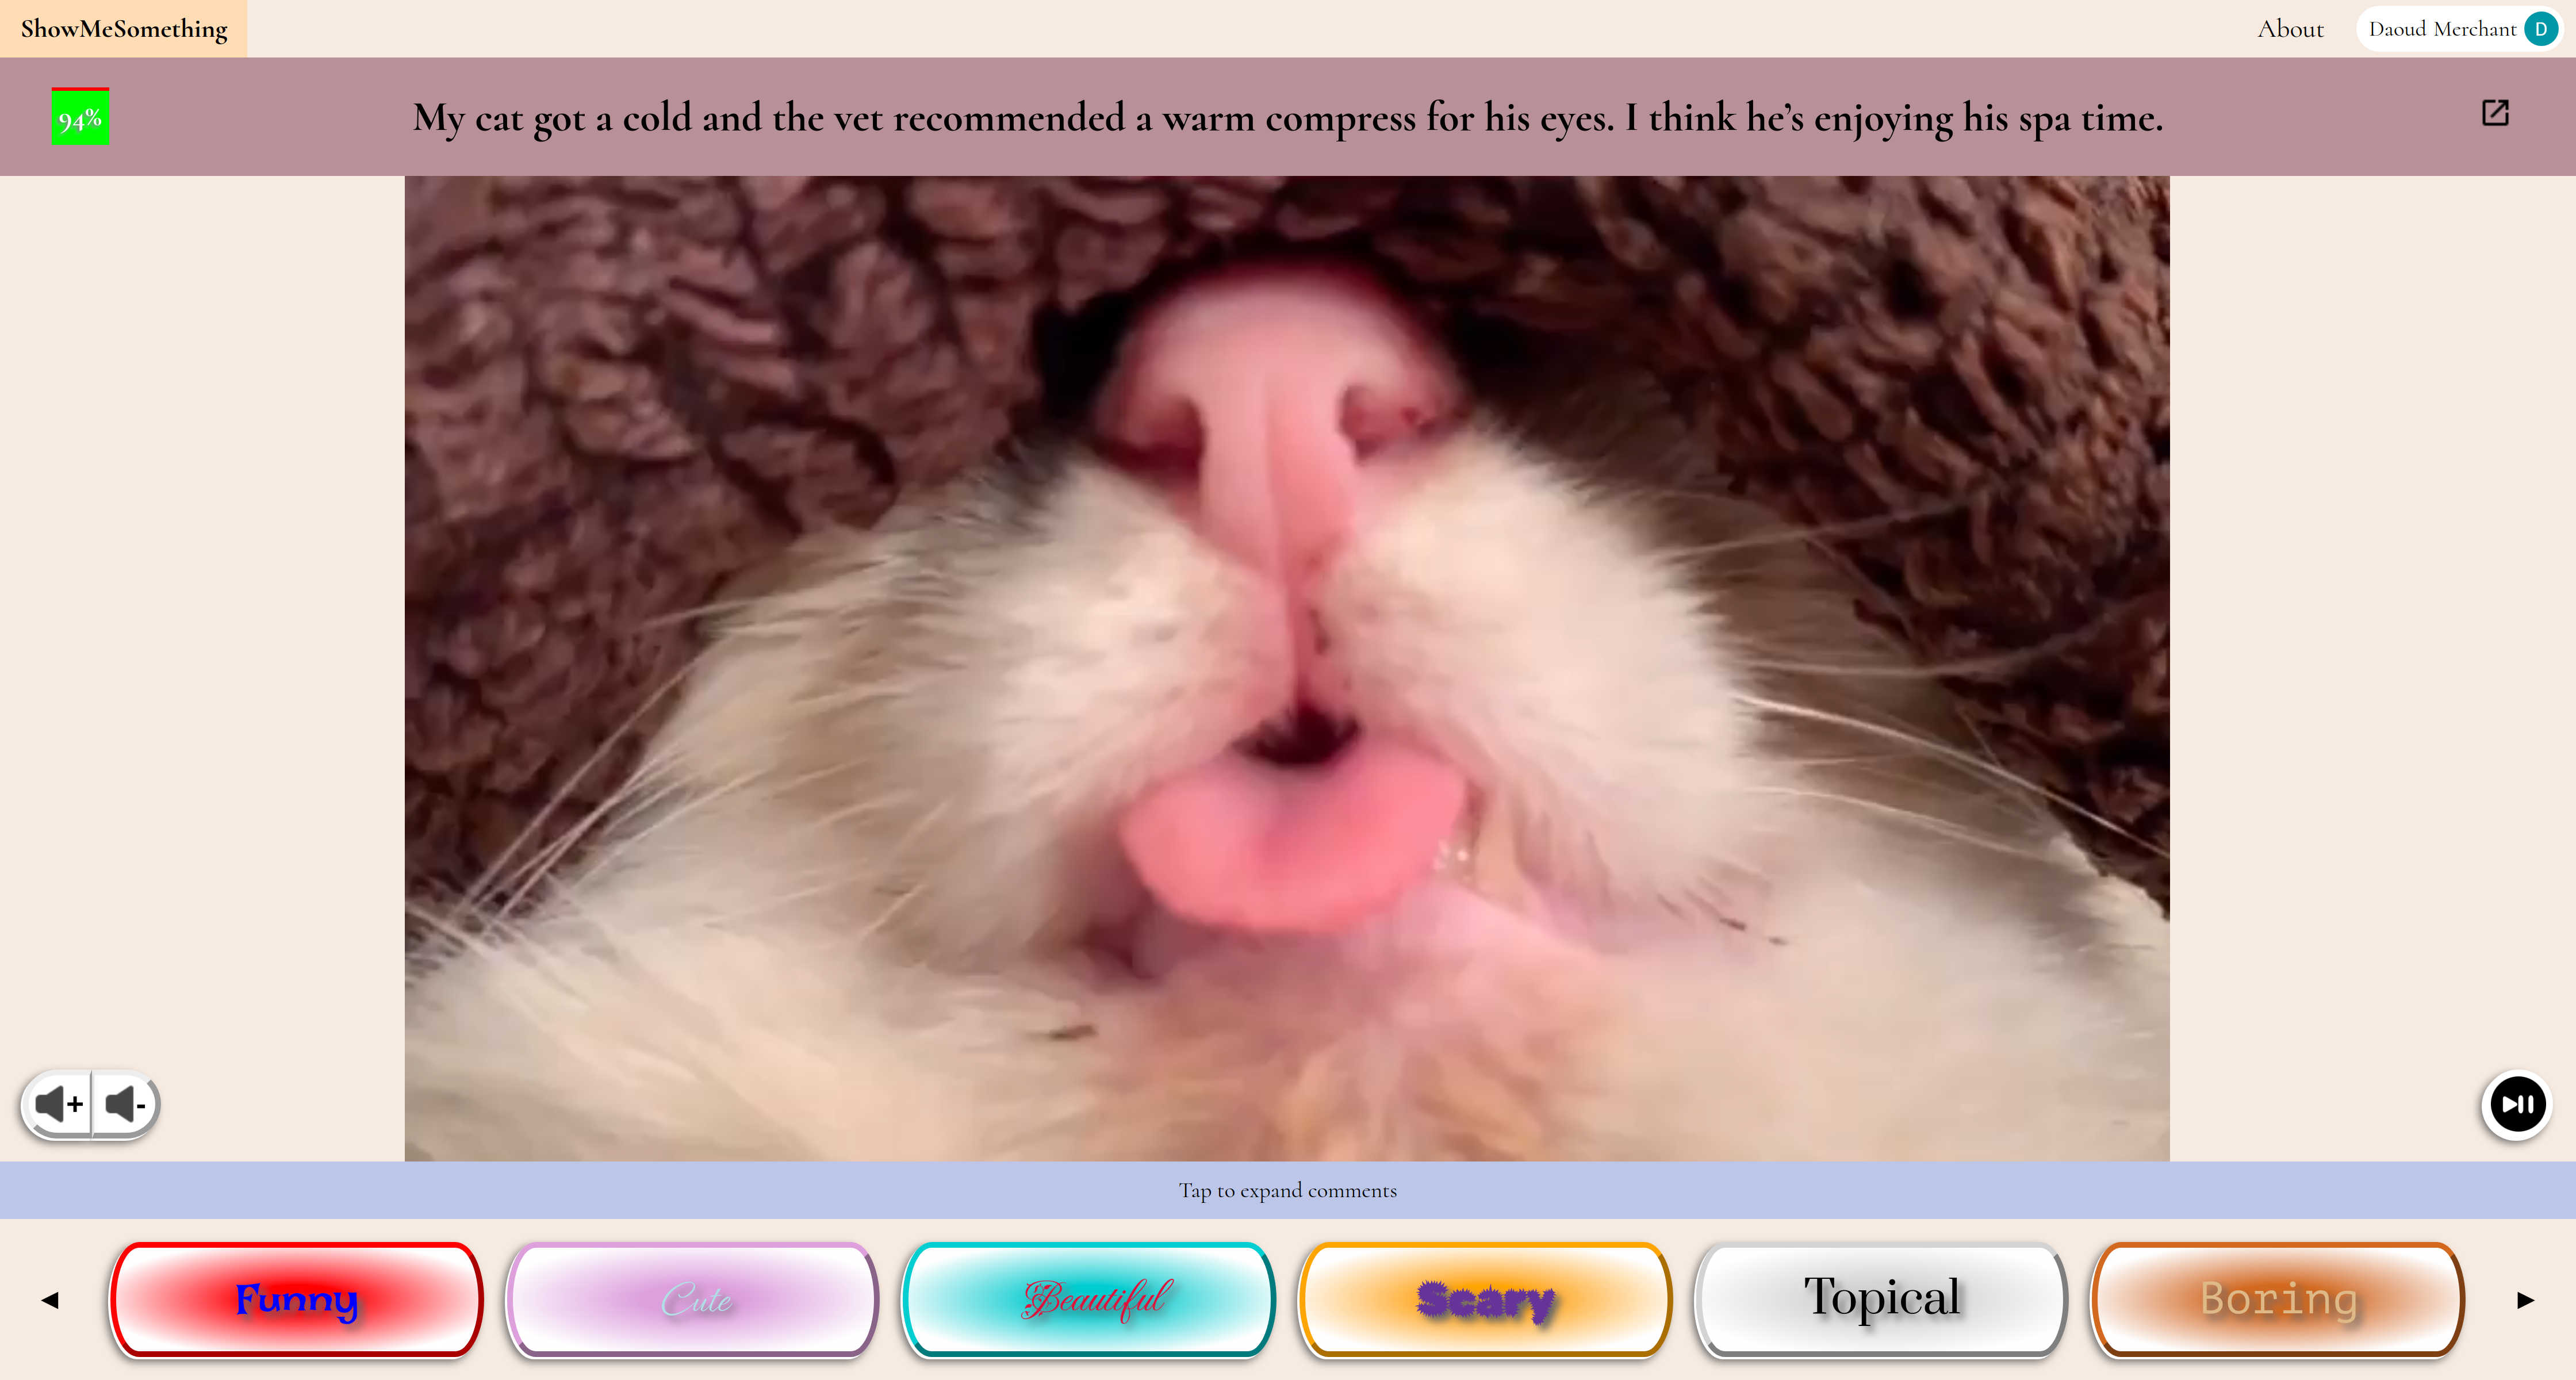 ShowMeSomething
About
Daoud Merchant
D
94%
My cat got a cold and the vet recommended a warm compress for his eyes. I think he’s enjoying his spa time.
+
-
Tap to expand comments
Funny
Cute
Beautiful
Scary
Topical
Boring